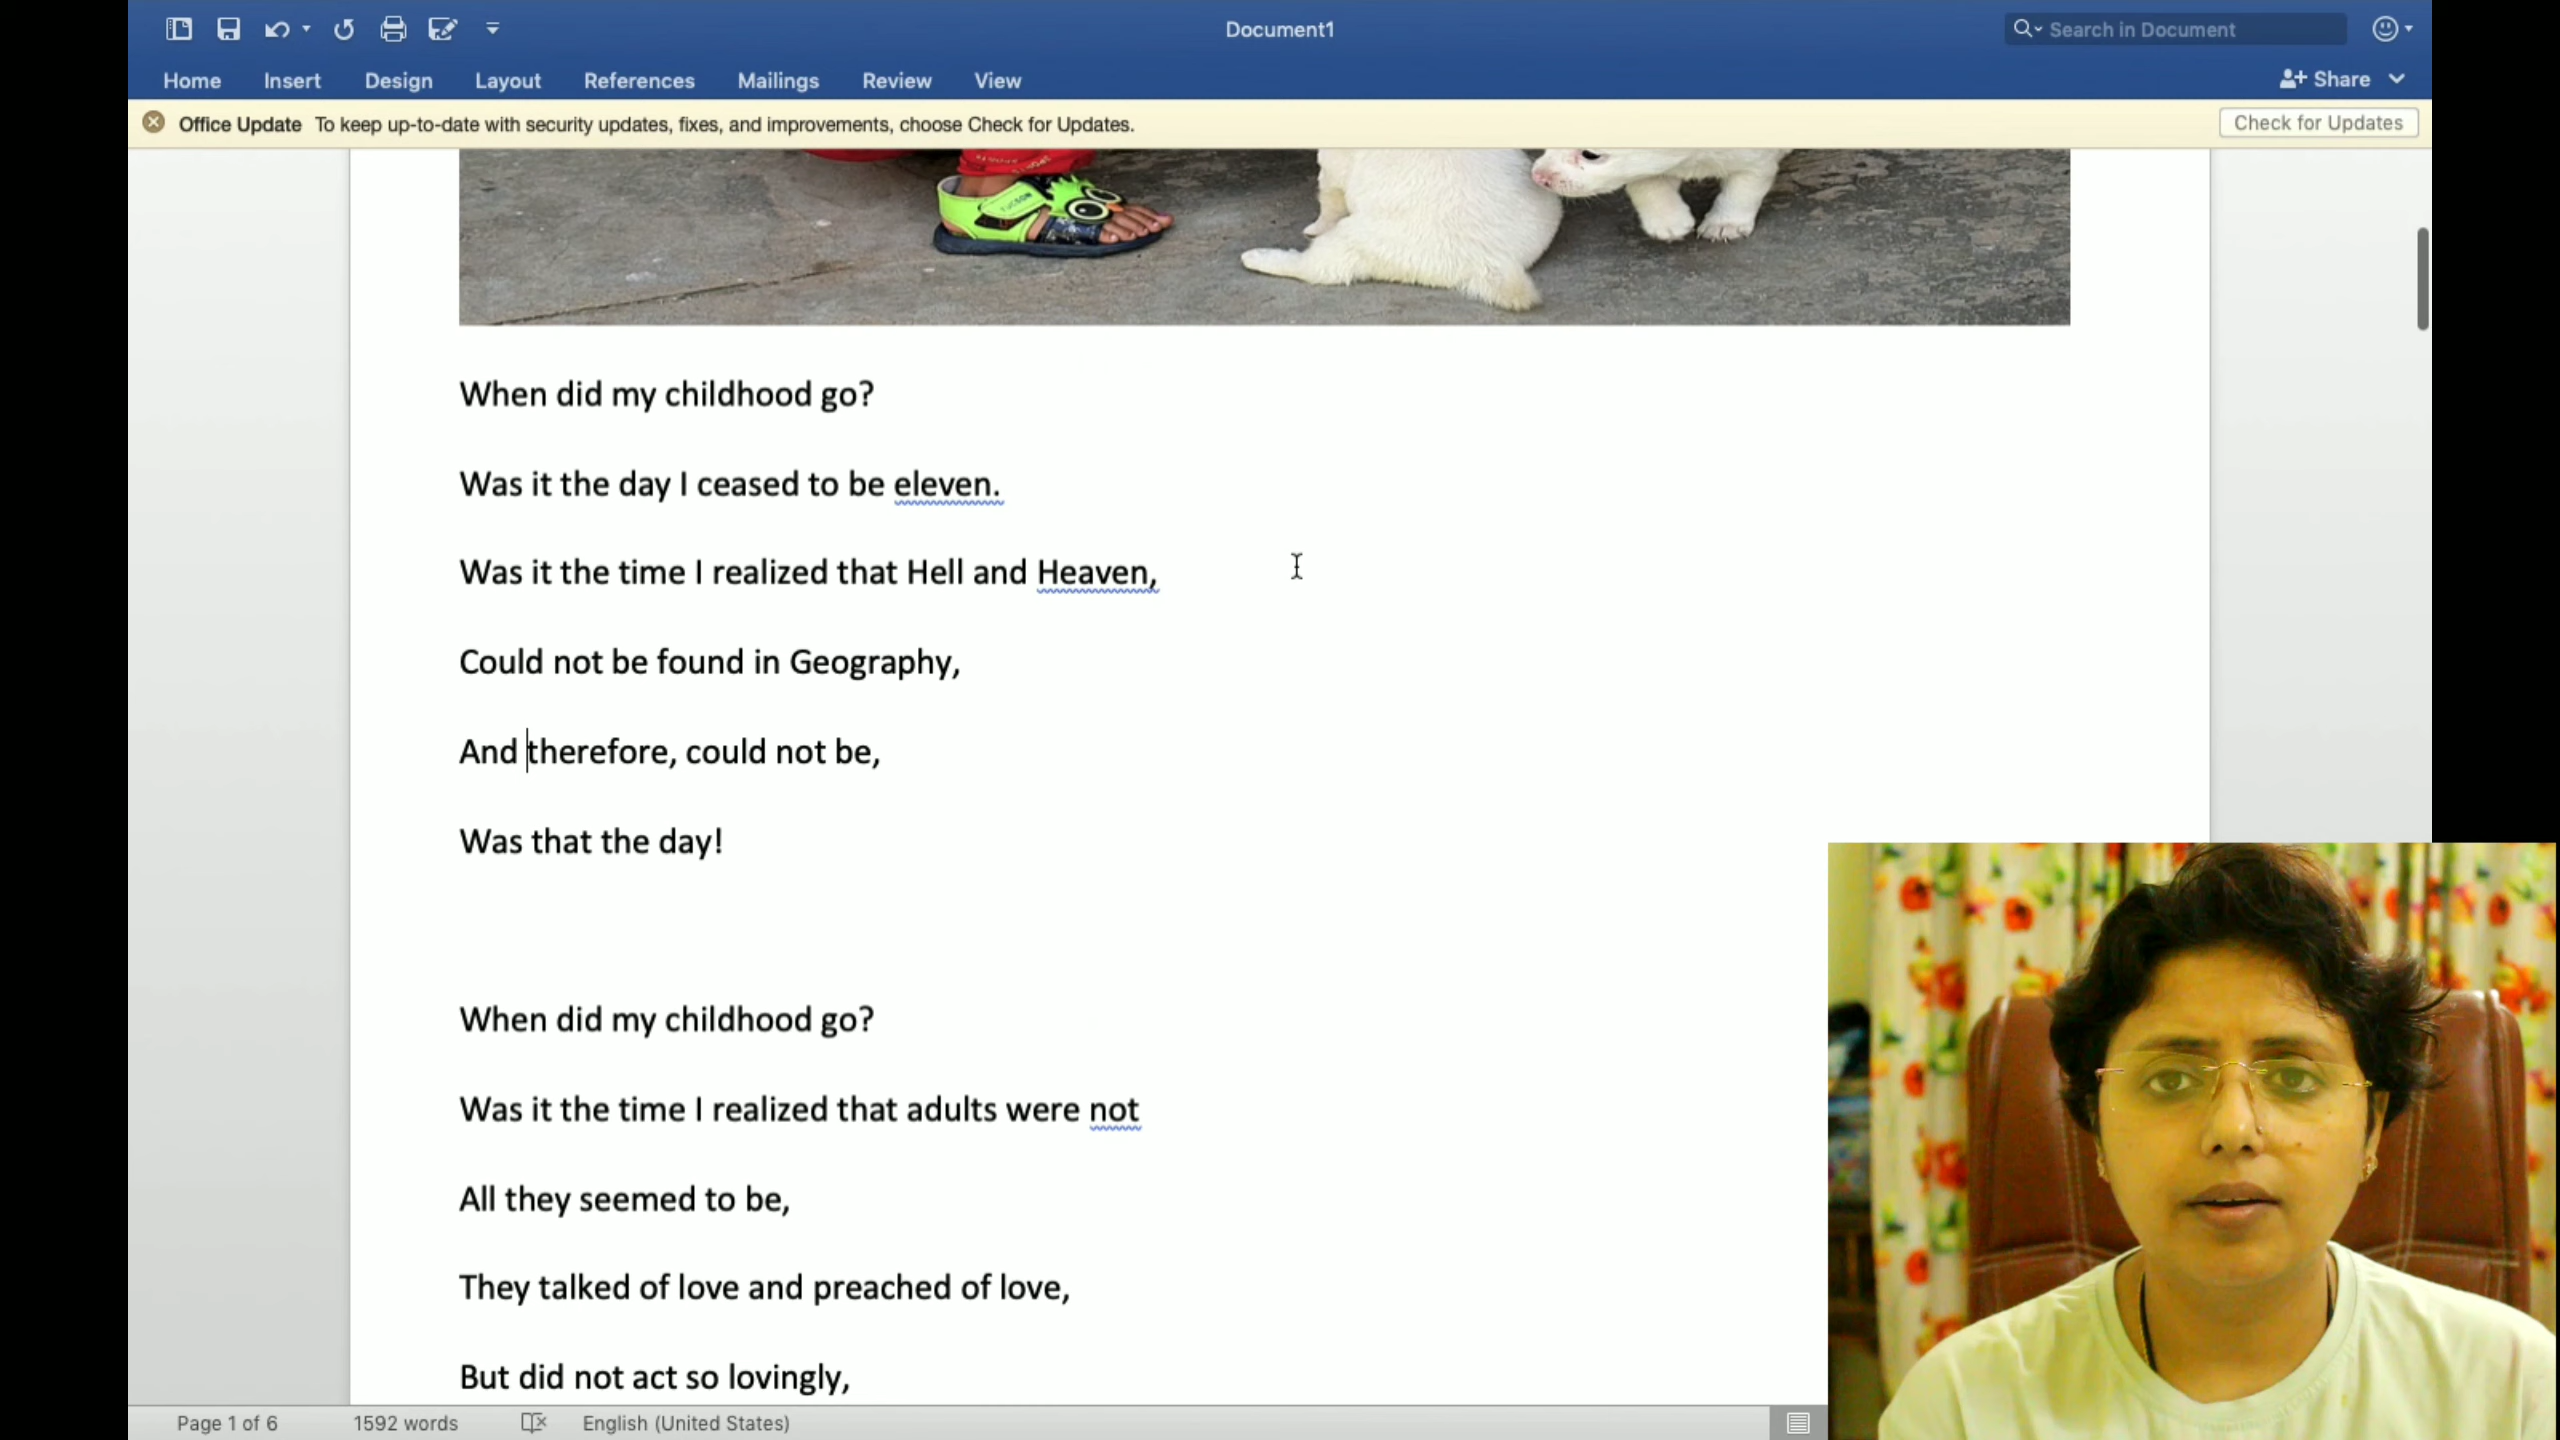 Document1
Search in Document
Home Insert Design Layout References Mailings Review View
Share
Office Update To keep up-to-date with security updates, fixes, and improvements, choose Check for Updates.
Check for Updates
TUCSON
When did my childhood go?
Was it the day I ceased to be eleven.
Was it the time I realized that Hell and Heaven,
Could not be found in Geography,
And therefore, could not be,
Was that the day!
When did my childhood go?
Was it the time I realized that adults were not
All they seemed to be,
They talked of love and preached of love,
But did not act so lovingly,
Page 1 of 6 1592 words English (United States)